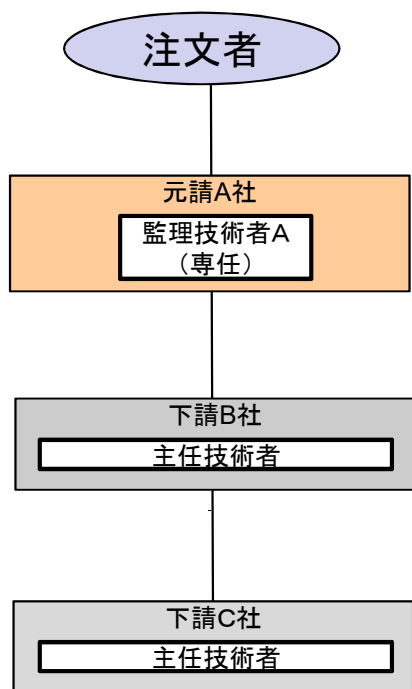 注文者
元請A社
監理技術者A
（専任）
下請B社
主任技術者
下請C社
主任技術者